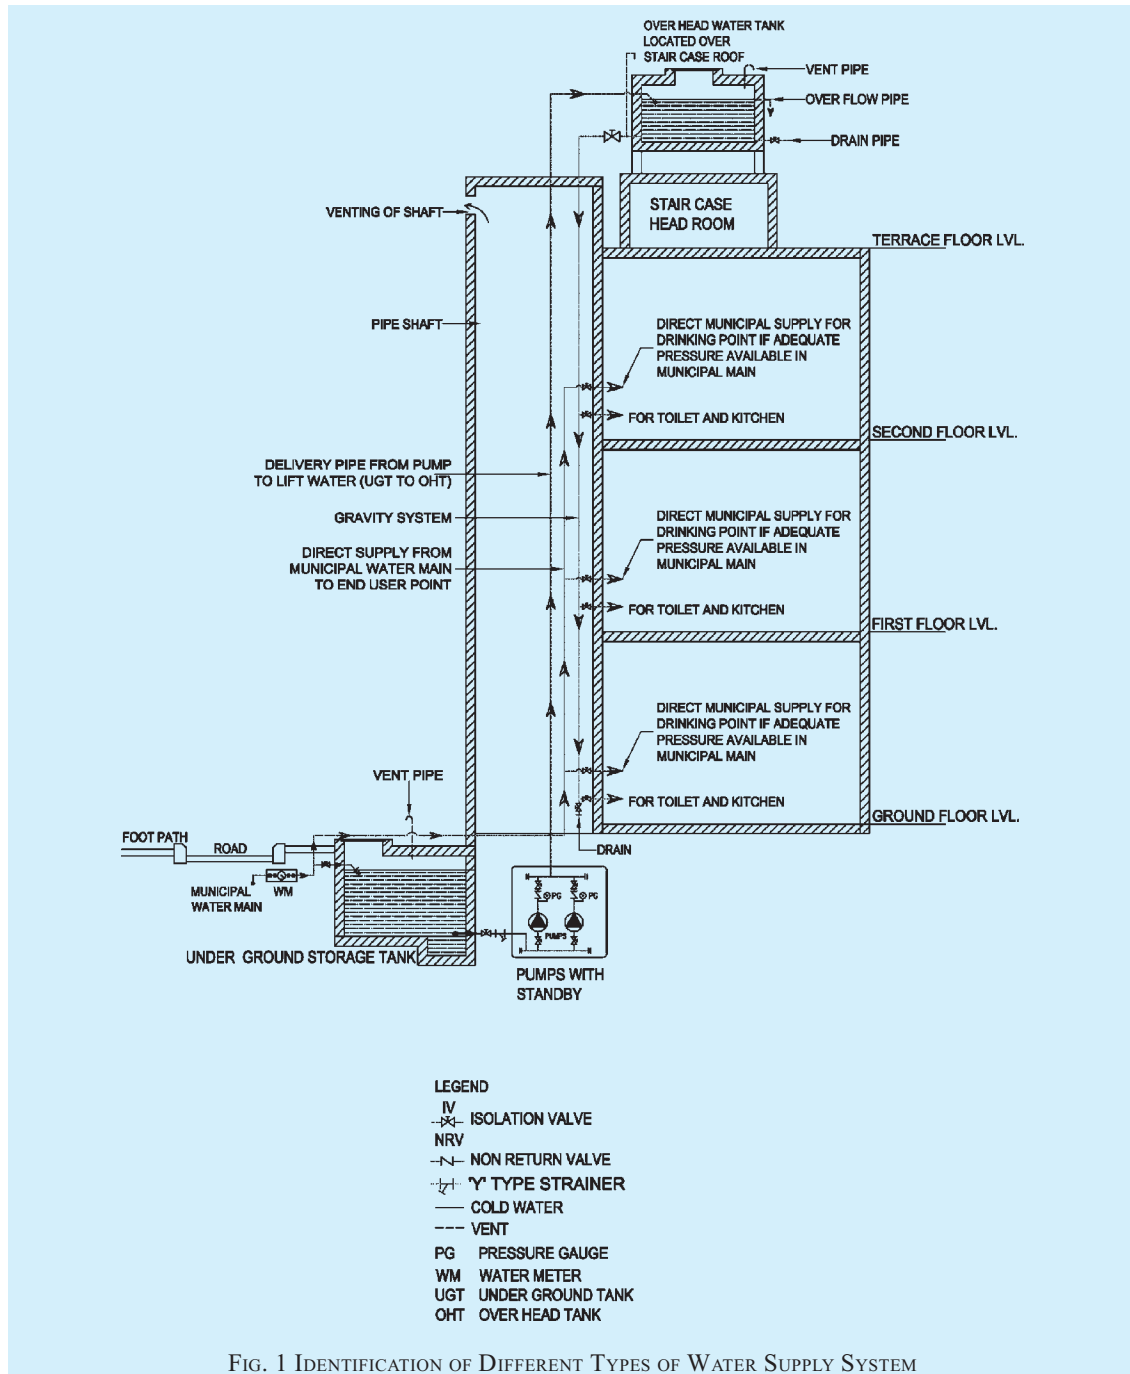 OVER HEAD WATER TANK
LOCATED OVER
STAIR CASE ROOF
VENT PIPE
OVER FLOW PIPE
DRAIN PIPE
STAIR CASE
HEAD ROOM
VENTING OF SHAFT
TERRACE FLOOR LVL.
PIPE SHAFT
DIRECT MUNICIPAL SUPPLY FOR
DRINKING POINT IF ADEQUATE
PRESSURE AVAILABLE IN
MUNICIPAL MAIN
FOR TOILET AND KITCHEN
SECOND FLOOR LVL.
DELIVERY PIPE FROM PUMP
TO LIFT WATER (UGT TO OHT)
GRAVITY SYSTEM
DIRECT SUPPLY FROM
MUNICIPAL WATER MAIN
TO END USER POINT
DIRECT MUNICIPAL SUPPLY FOR
DRINKING POINT IF ADEQUATE
PRESSURE AVAILABLE IN
MUNICIPAL MAIN
FOR TOILET AND KITCHEN
FIRST FLOOR LVL.
DIRECT MUNICIPAL SUPPLY FOR
DRINKING POINT IF ADEQUATE
PRESSURE AVAILABLE IN
MUNICIPAL MAIN
VENT PIPE
FOR TOILET AND KITCHEN
GROUND FLOOR LVL.
FOOT PATH
ROAD
DRAIN
MUNICIPAL
WATER MAIN
WM
PG
PG
PUMPS
UNDER GROUND STORAGE TANK
PUMPS WITH
STANDBY
LEGEND
IV
ISOLATION VALVE
NRV
NON RETURN VALVE
'Y' TYPE STRAINER
COLD WATER
VENT
PG PRESSURE GAUGE
WM WATER METER
UGT UNDER GROUND TANK
OHT OVER HEAD TANK
FIG. 1 IDENTIFICATION OF DIFFERENT TYPES OF WATER SUPPLY SYSTEM